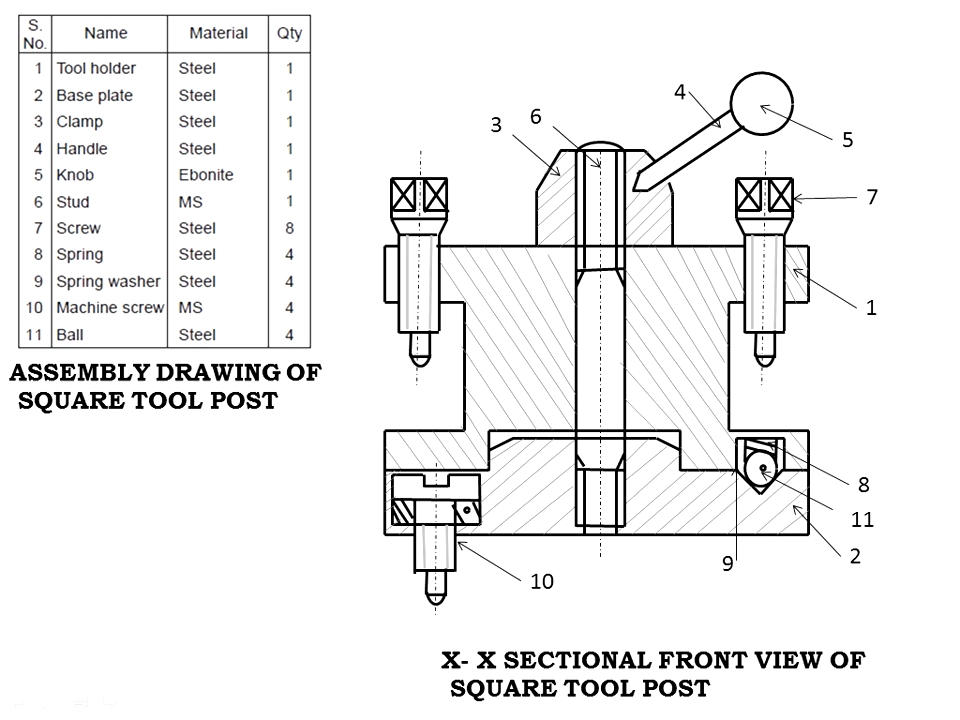 S. No. Name Material Qty
1 Tool holder Steel 1
2 Base plate Steel 1
3 Clamp Steel 1
4 Handle Steel 1
5 Knob Ebonite 1
6 Stud MS 1
7 Screw Steel 8
8 Spring Steel 4
9 Spring washer Steel 4
10 Machine screw MS 4
11 Ball Steel 4
ASSEMBLY DRAWING OF
SQUARE TOOL POST
4
5
3
6
7
1
8
11
2
9
10
X- X SECTIONAL FRONT VIEW OF
SQUARE TOOL POST